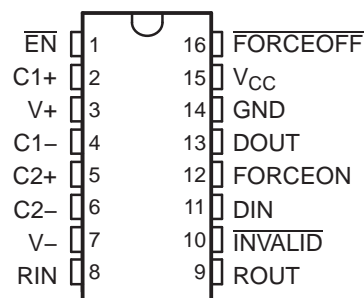 EN 1 16 FORCEOFF
C1+ 2 15 VCC
V+ 3 14 GND
C1− 4 13 DOUT
C2+ 5 12 FORCEON
C2− 6 11 DIN
V− 7 10 INVALID
RIN 8 9 ROUT